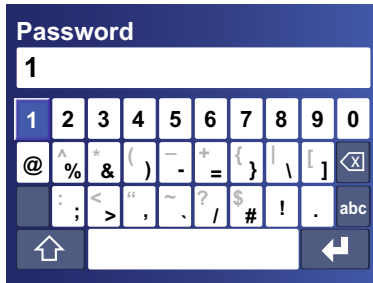 Password
1
1 2 3 4 5 6 7 8 9 0
@ ^ % * & ( ) _ - + = { } | \ [ ]
: ; < > “ , ~ ` ? / $ # ! . abc